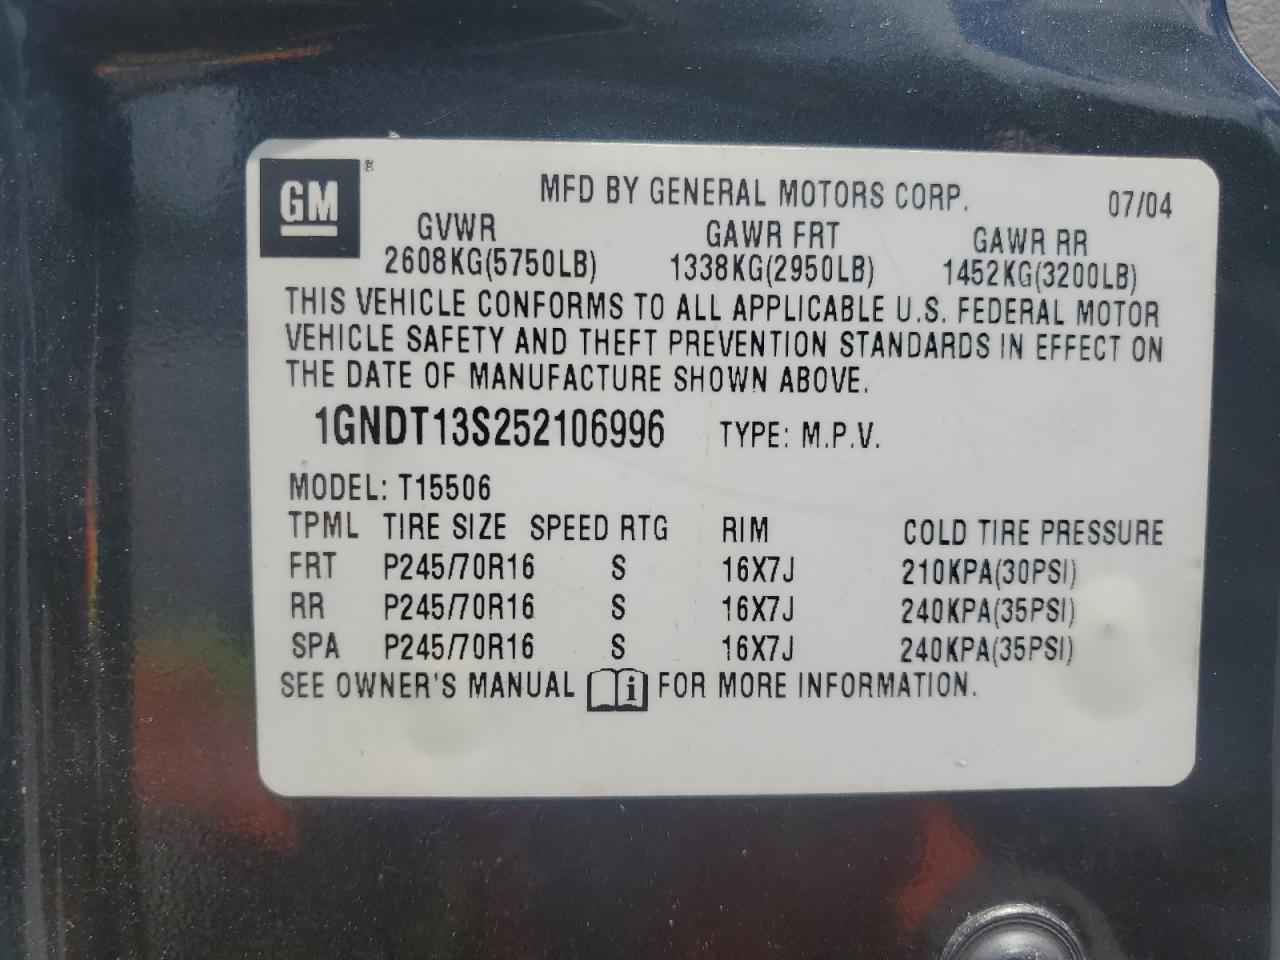 GM ®
MFD BY GENERAL MOTORS CORP. 07/04
GVWR GAWR FRT GAWR RR
2608KG(5750LB) 1338KG(2950LB) 1452KG(3200LB)
THIS VEHICLE CONFORMS TO ALL APPLICABLE U.S. FEDERAL MOTOR
VEHICLE SAFETY AND THEFT PREVENTION STANDARDS IN EFFECT ON
THE DATE OF MANUFACTURE SHOWN ABOVE.
1GNDT13S252106996 TYPE: M.P.V.
MODEL: T15506
TPML TIRE SIZE SPEED RTG RIM COLD TIRE PRESSURE
FRT P245/70R16 S 16X7J 210KPA(30PSI)
RR P245/70R16 S 16X7J 240KPA(35PSI)
SPA P245/70R16 S 16X7J 240KPA(35PSI)
SEE OWNER'S MANUAL i FOR MORE INFORMATION.